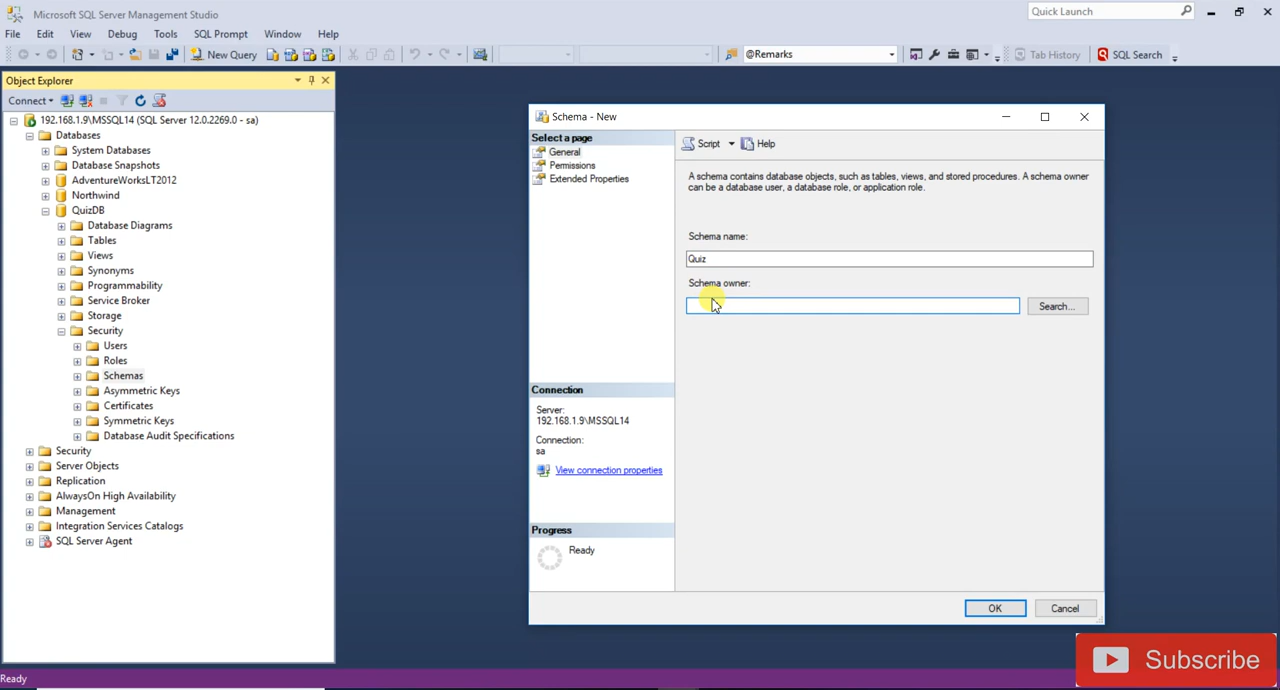 Microsoft SQL Server Management Studio
Quick Launch
File Edit View Debug Tools SQL Prompt Window Help
New Query
@Remarks
Tab History
SQL Search
Object Explorer
Connect
192.168.1.9\MSSQL14 (SQL Server 12.0.2269.0 - sa)
Databases
System Databases
Database Snapshots
AdventureWorksLT2012
Northwind
QuizDB
Database Diagrams
Tables
Views
Synonyms
Programmability
Service Broker
Storage
Security
Users
Roles
Schemas
Asymmetric Keys
Certificates
Symmetric Keys
Database Audit Specifications
Security
Server Objects
Replication
AlwaysOn High Availability
Management
Integration Services Catalogs
SQL Server Agent
Schema - New
Select a page
General
Permissions
Extended Properties
Script Help
A schema contains database objects, such as tables, views, and stored procedures. A schema owner
can be a database user, a database role, or application role.
Schema name:
Quiz
Schema owner:
Search...
Connection
Server:
192.168.1.9\MSSQL14
Connection:
sa
View connection properties
Progress
Ready
OK Cancel
Subscribe
Ready